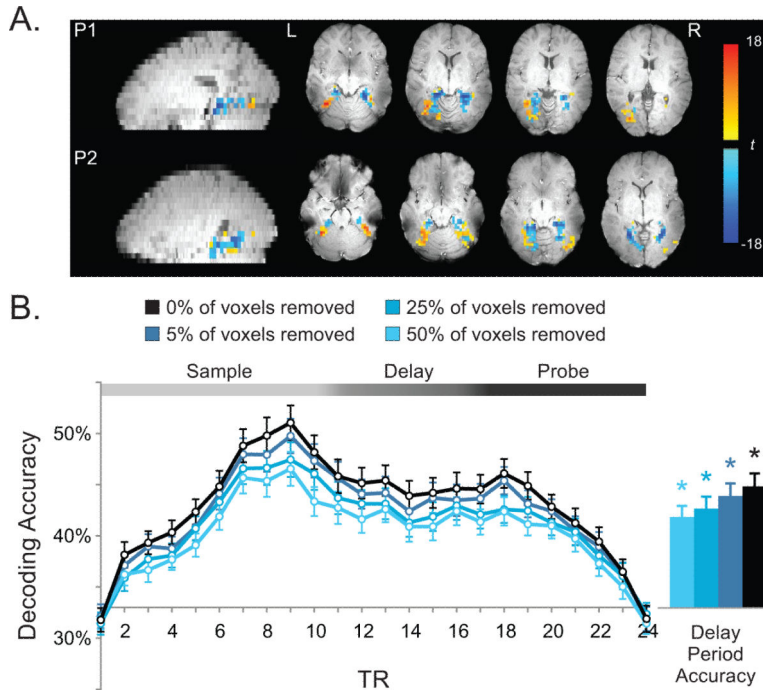 A.
P1
L
R
18
t
-18
P2
B.
0% of voxels removed
25% of voxels removed
5% of voxels removed
50% of voxels removed
Sample
Delay
Probe
50%
40%
30%
Decoding Accuracy
2 4 6 8 10 12 14 16 18 20 22 24
TR
* * * *
Delay
Period
Accuracy